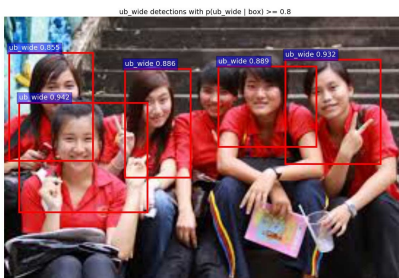 ub_wide detections with p(ub_wide | box) >= 0.8
ub_wide 0.932
ub_wide 0.855
ub_wide 0.886
ub_wide 0.889
ub_wide 0.942